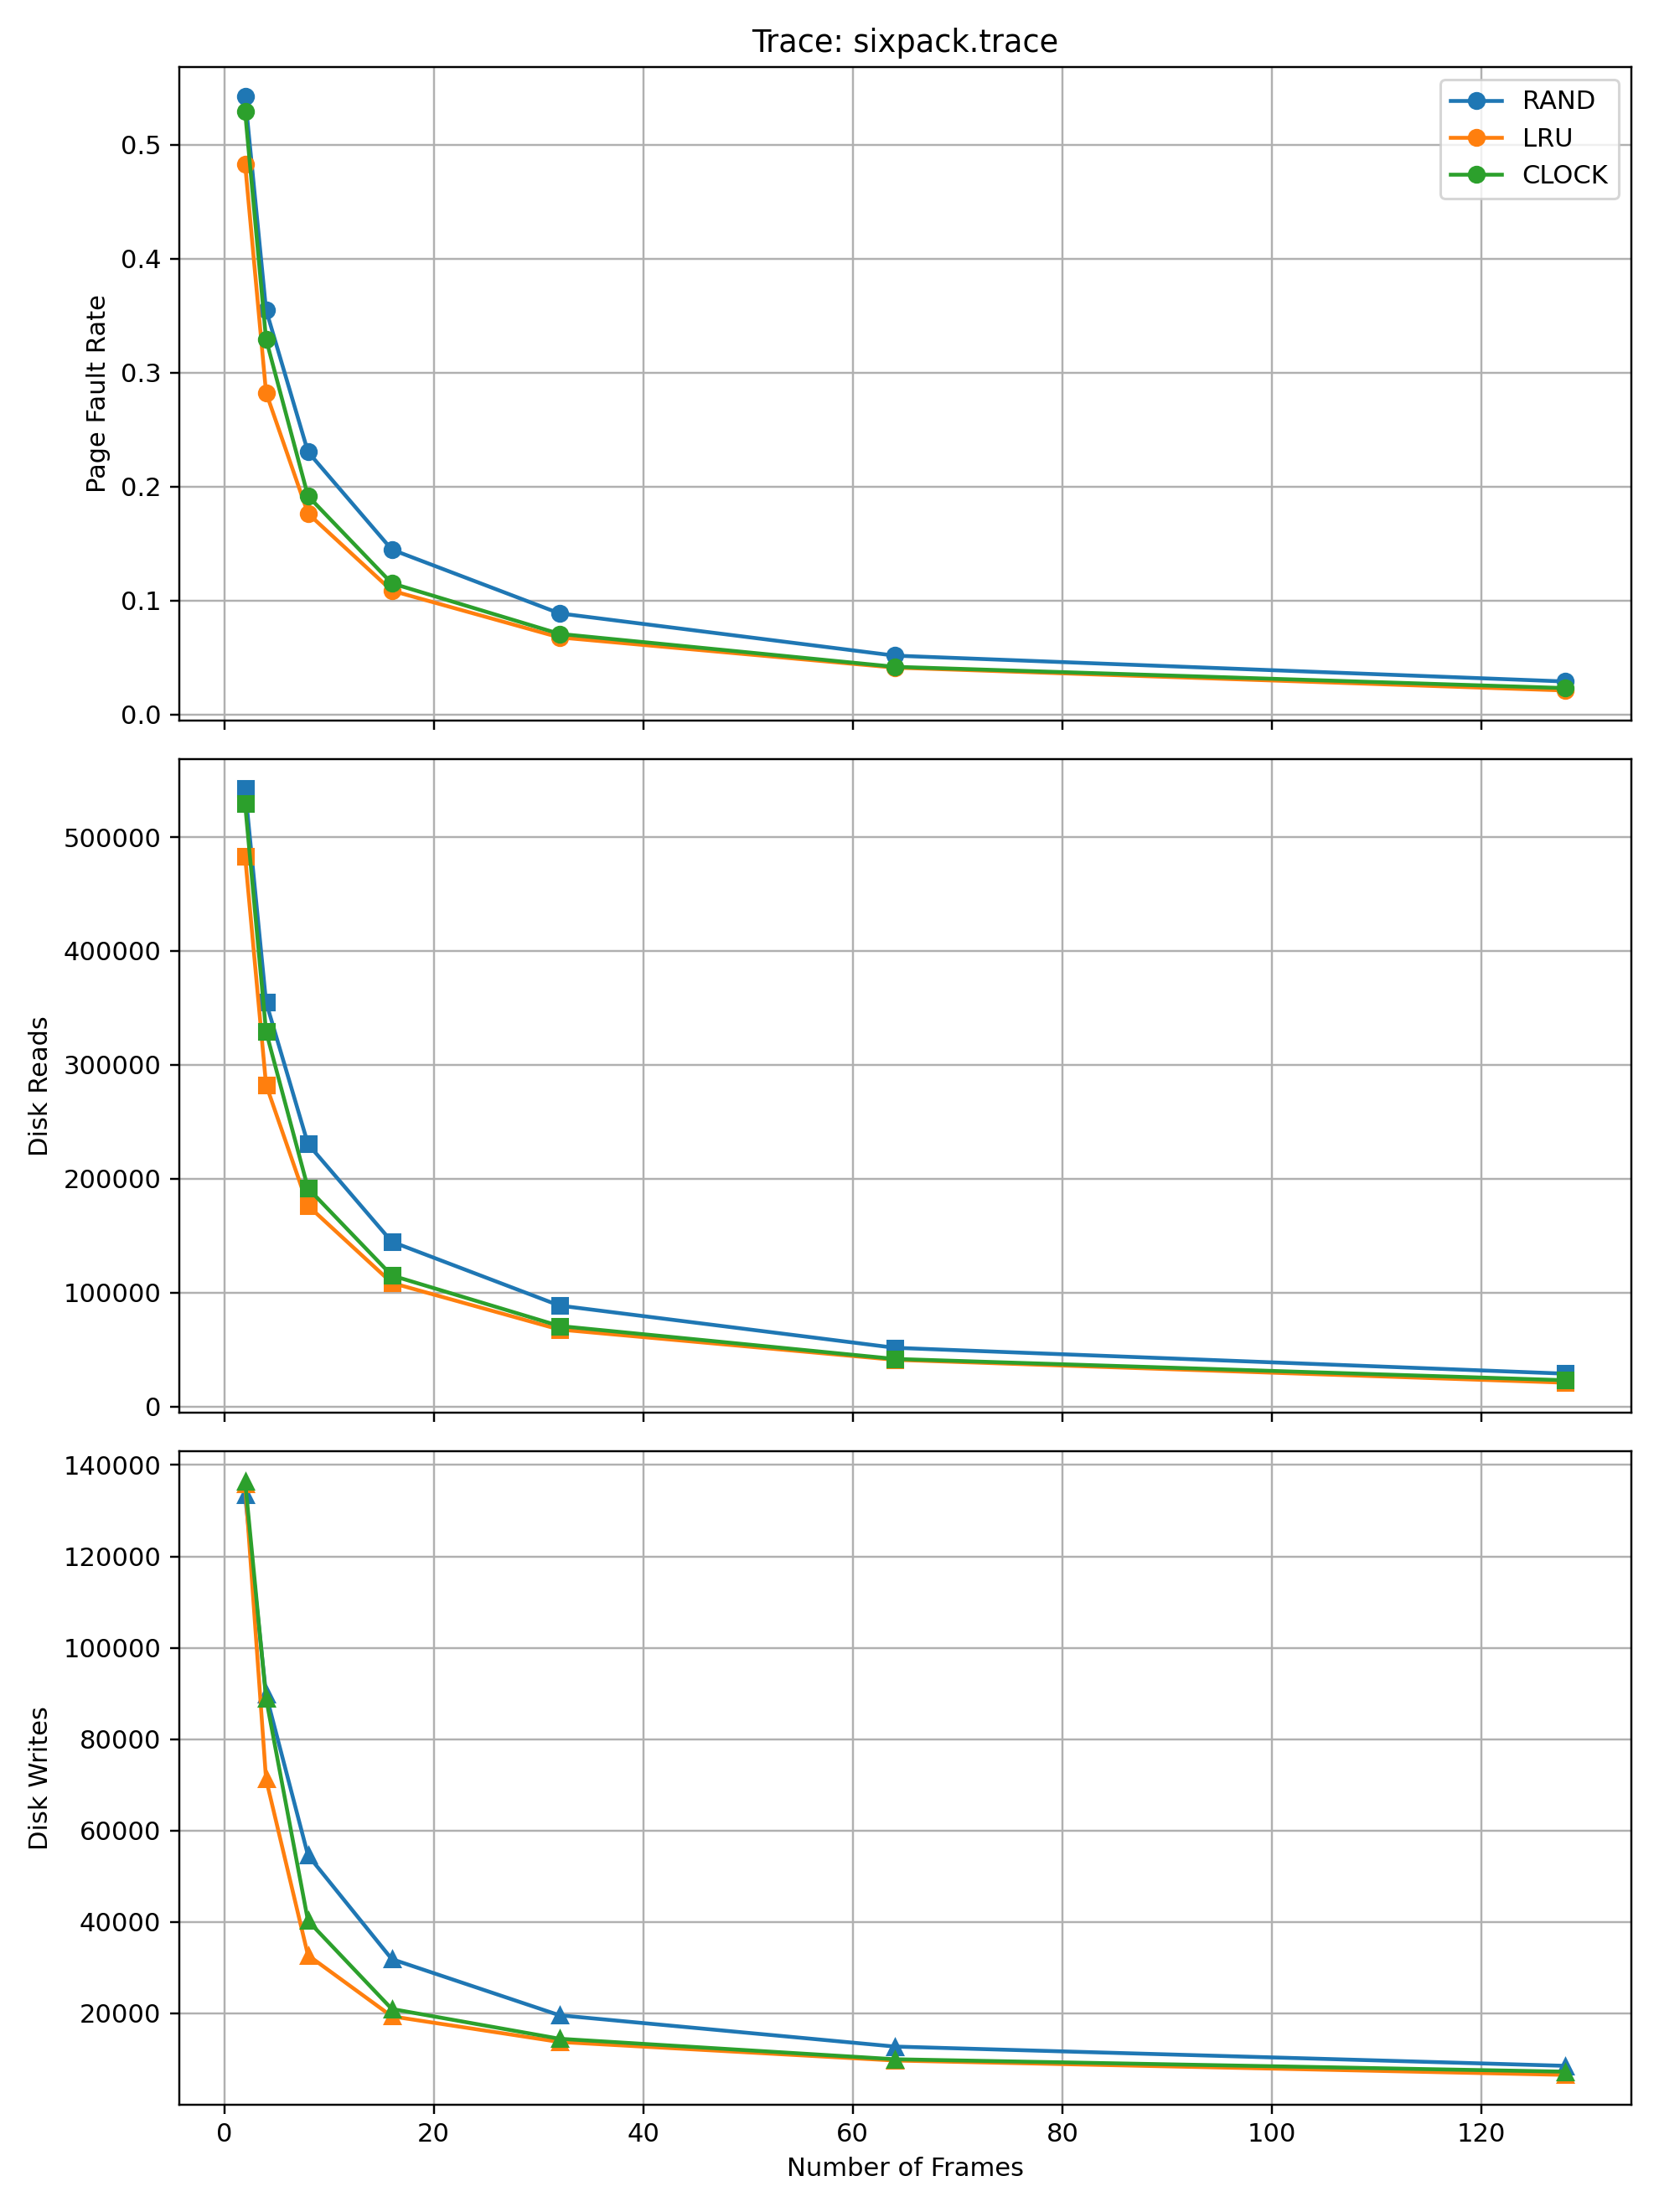 Trace: sixpack.trace
RAND
LRU
CLOCK
Page Fault Rate
0.5
0.4
0.3
0.2
0.1
0.0
Disk Reads
500000
400000
300000
200000
100000
0
Disk Writes
140000
120000
100000
80000
60000
40000
20000
0 20 40 60 80 100 120
Number of Frames